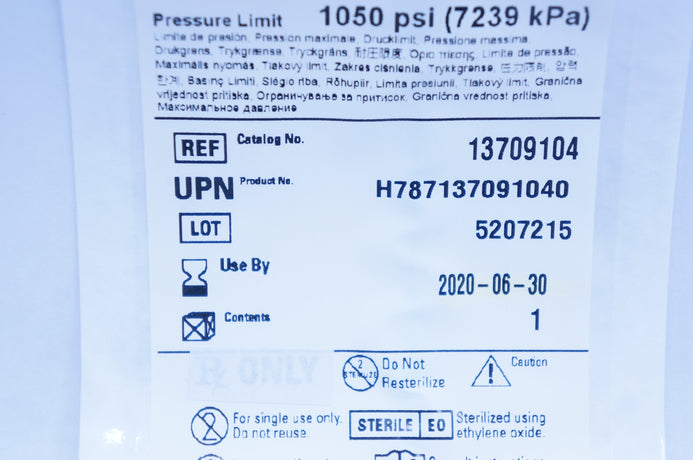 Pressure Limit 1050 psi (7239 kPa)
Límite de presión, Pression maximale, Drucklimit, Pressione massima,
Drukgrens, Trykgrænse, Tryckgräns, 耐圧限度, Όριο πίεσης, Limite de pressão,
Maximális nyomás, Tlakový limit, Zakres ciśnienia, Trykkgrense, 压力限制, 압력
한계, Basınç Limiti, Slēgio riba, Rõhupiir, Limita presiunii, Tlakový limit, Granična
vrijednost pritiska, Ограничување за притисок, Granična vrednost pritiska,
Максимальное давление
REF Catalog No. 13709104
UPN Product No. H787137091040
LOT 5207215
Use By 2020-06-30
Contents 1
Rx ONLY
2 STERILIZE Do Not Resterilize
Caution
2 For single use only. Do not reuse.
STERILE EO Sterilized using ethylene oxide.